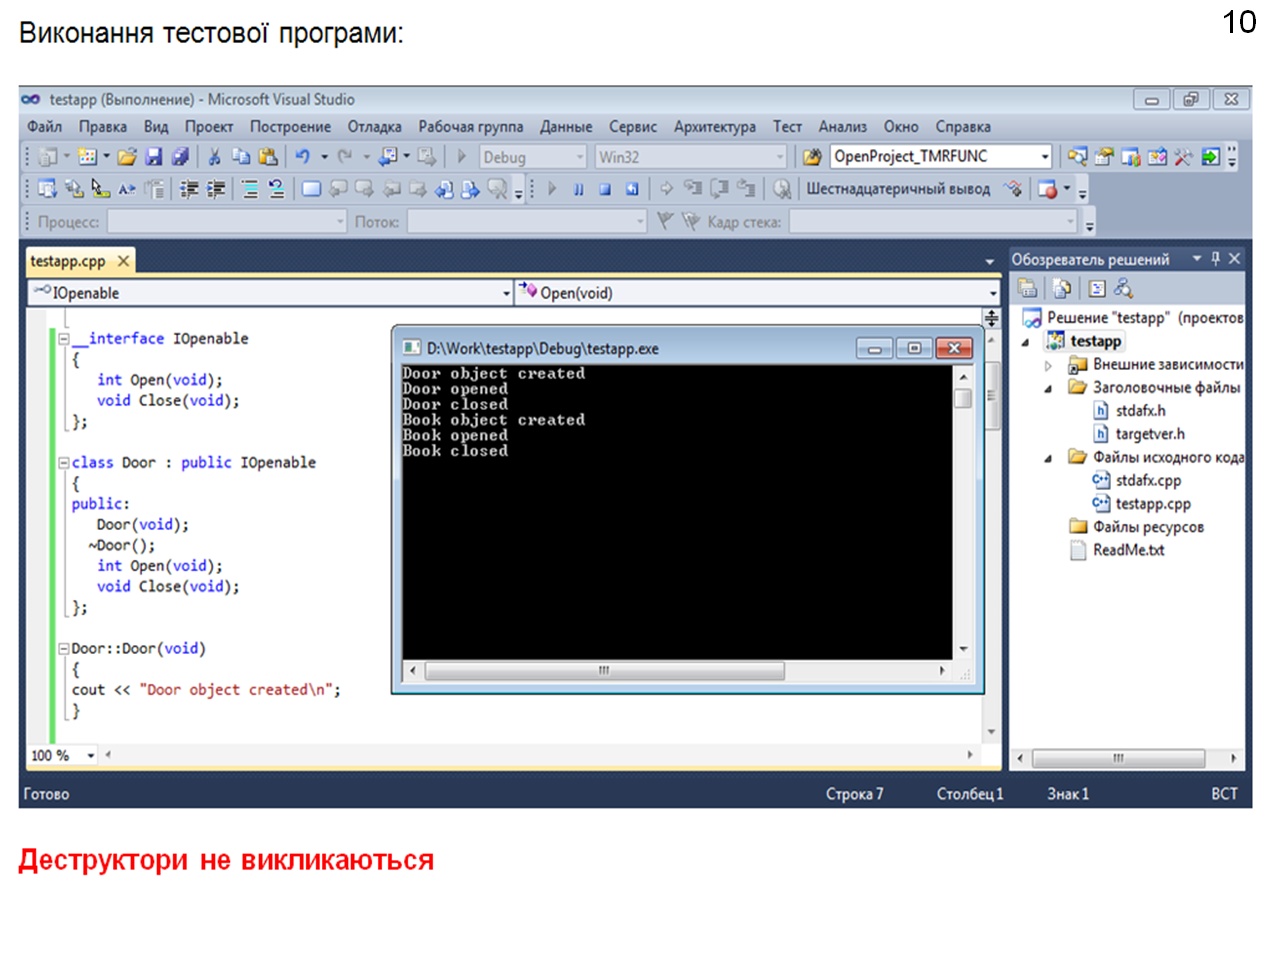 Виконання тестової програми:
10
testapp (Выполнение) - Microsoft Visual Studio
Файл Правка Вид Проект Построение Отладка Рабочая группа Данные Сервис Архитектура Тест Анализ Окно Справка
Debug Win32 OpenProject_TMRFUNC
Шестнадцатеричный вывод
Процесс: Поток: Кадр стека:
testapp.cpp
IOpenable Open(void)
__interface IOpenable
{
int Open(void);
void Close(void);
};
class Door : public IOpenable
{
public:
Door(void);
~Door();
int Open(void);
void Close(void);
};
Door::Door(void)
{
cout << "Door object created\n";
}
100 %
D:\Work\testapp\Debug\testapp.exe
Door object created
Door opened
Door closed
Book object created
Book opened
Book closed
Обозреватель решений
Решение "testapp" (проектов
testapp
Внешние зависимости
Заголовочные файлы
stdafx.h
targetver.h
Файлы исходного кода
stdafx.cpp
testapp.cpp
Файлы ресурсов
ReadMe.txt
Готово Строка 7 Столбец 1 Знак 1 ВСТ
Деструктори не викликаються